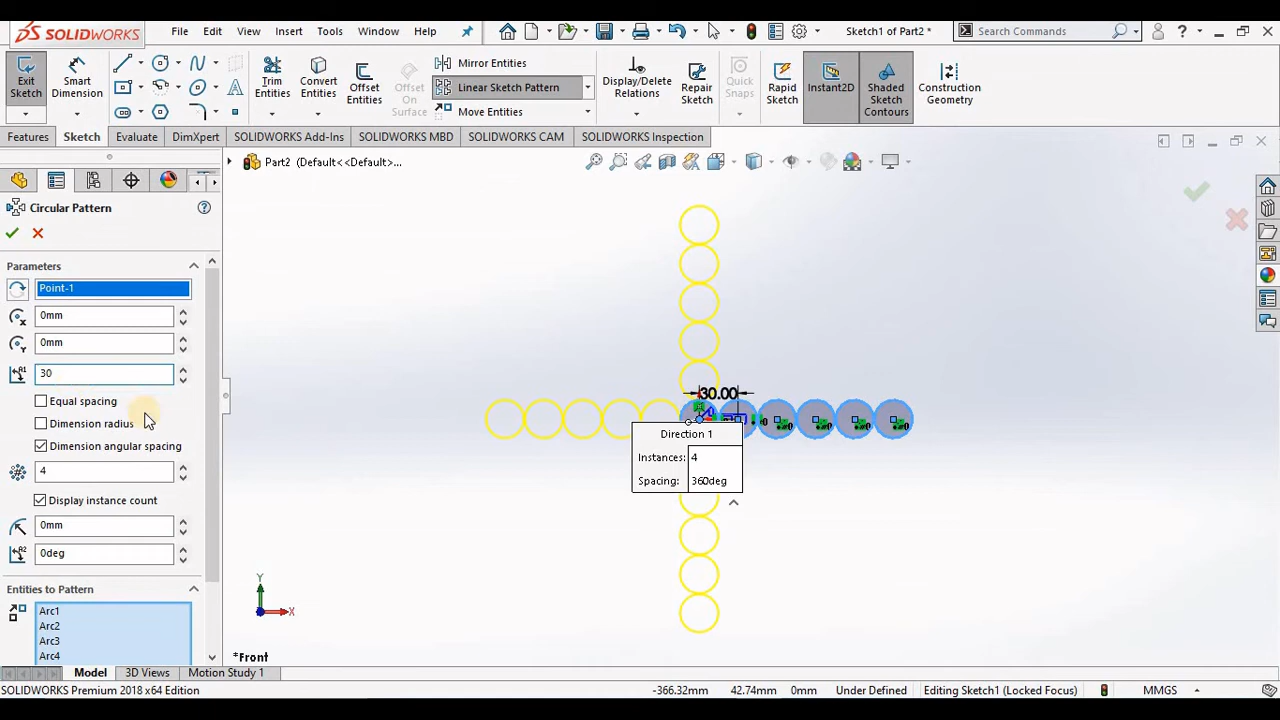 DS SOLIDWORKS File Edit View Insert Tools Window Sketch1 of Part2 * Search Commands ?
Exit Sketch
Smart Dimension
Trim Entities
Convert Entities
Offset Entities
Offset On Surface
Mirror Entities
Linear Sketch Pattern
Move Entities
Display/Delete Relations
Repair Sketch
Quick Snaps
Rapid Sketch
Instant2D
Shaded Sketch Contours
Construction Geometry
Features Sketch Evaluate DimXpert SOLIDWORKS Add-Ins SOLIDWORKS MBD SOLIDWORKS CAM SOLIDWORKS Inspection
Part2 (Default<<Default>...
Circular Pattern ?
Parameters
Point-1
0mm
0mm
30
Equal spacing
Dimension radius
Dimension angular spacing
4
Display instance count
0mm
0deg
Entities to Pattern
Arc1
Arc2
Arc3
Arc4
30.00
Direction 1
Instances: 4
Spacing: 360deg
Y
X
*Front
Model 3D Views Motion Study 1
SOLIDWORKS Premium 2018 x64 Edition -366.32mm 42.74mm 0mm Under Defined Editing Sketch1 (Locked Focus) MMGS